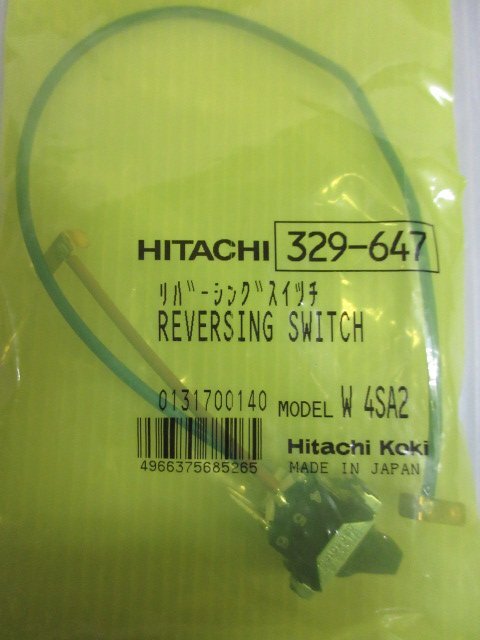 HITACHI 329-647
ﾘﾊﾞｰｼﾝｸﾞｽｲﾂﾁ
REVERSING SWITCH
0131700140 MODEL W 4SA2
4966375685265
Hitachi Koki
MADE IN JAPAN